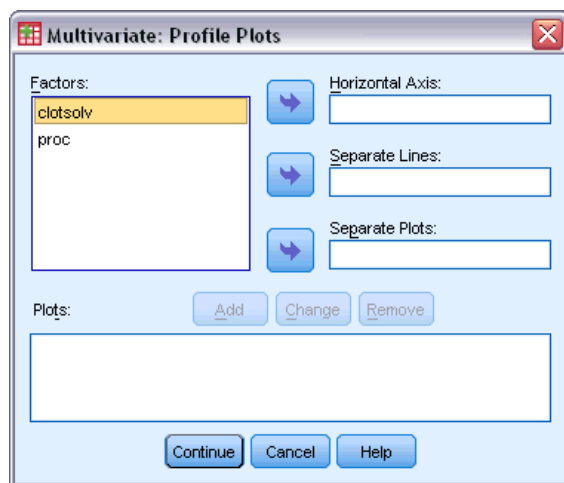 Multivariate: Profile Plots
Factors:
clotsolv
proc
Horizontal Axis:
Separate Lines:
Separate Plots:
Plots:
Add
Change
Remove
Continue
Cancel
Help